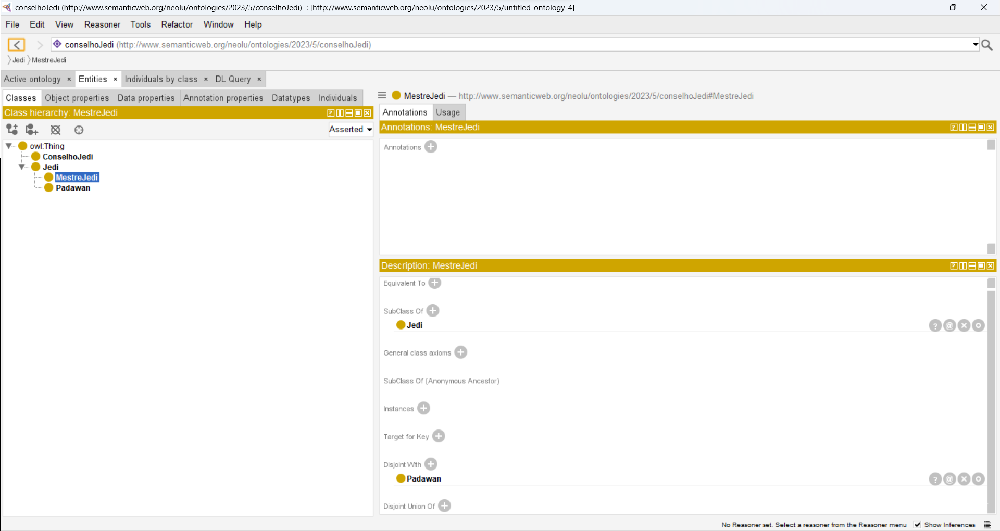 conselhoJedi (http://www.semanticweb.org/neolu/ontologies/2023/5/conselhoJedi) : [http://www.semanticweb.org/neolu/ontologies/2023/5/untitled-ontology-4]
File Edit View Reasoner Tools Refactor Window Help
conselhoJedi (http://www.semanticweb.org/neolu/ontologies/2023/5/conselhoJedi)
Jedi MestreJedi
Active ontology × Entities × Individuals by class × DL Query ×
Classes Object properties Data properties Annotation properties Datatypes Individuals
Class hierarchy: MestreJedi
Asserted
owl:Thing
ConselhoJedi
Jedi
MestreJedi
Padawan
MestreJedi — http://www.semanticweb.org/neolu/ontologies/2023/5/conselhoJedi#MestreJedi
Annotations Usage
Annotations: MestreJedi
Annotations
Description: MestreJedi
Equivalent To
SubClass Of
Jedi
General class axioms
SubClass Of (Anonymous Ancestor)
Instances
Target for Key
Disjoint With
Padawan
Disjoint Union Of
No Reasoner set. Select a reasoner from the Reasoner menu Show Inferences